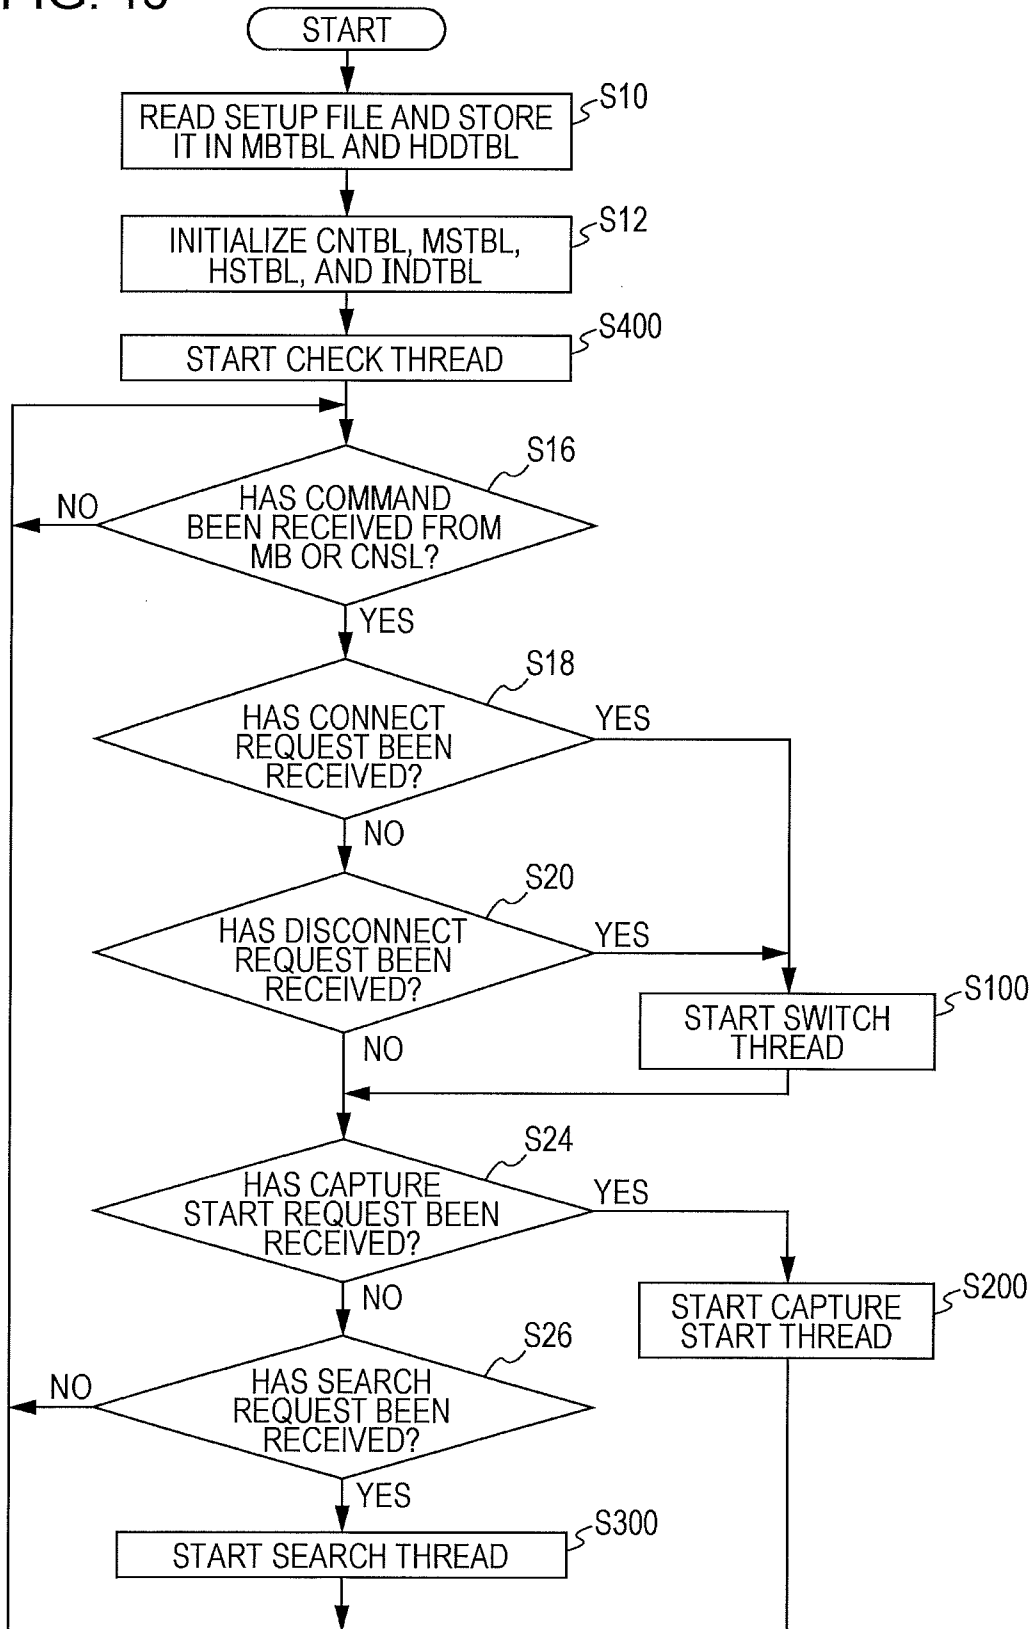 START
READ SETUP FILE AND STORE
IT IN MBTBL AND HDDTBL
S10
INITIALIZE CNTBL, MSTBL,
HSTBL, AND INDTBL
S12
START CHECK THREAD
S400
HAS COMMAND
BEEN RECEIVED FROM
MB OR CNSL?
S16
NO
YES
HAS CONNECT
REQUEST BEEN
RECEIVED?
S18
YES
NO
HAS DISCONNECT
REQUEST BEEN
RECEIVED?
S20
YES
NO
START SWITCH
THREAD
S100
HAS CAPTURE
START REQUEST BEEN
RECEIVED?
S24
YES
NO
START CAPTURE
START THREAD
S200
HAS SEARCH
REQUEST BEEN
RECEIVED?
S26
NO
YES
START SEARCH THREAD
S300